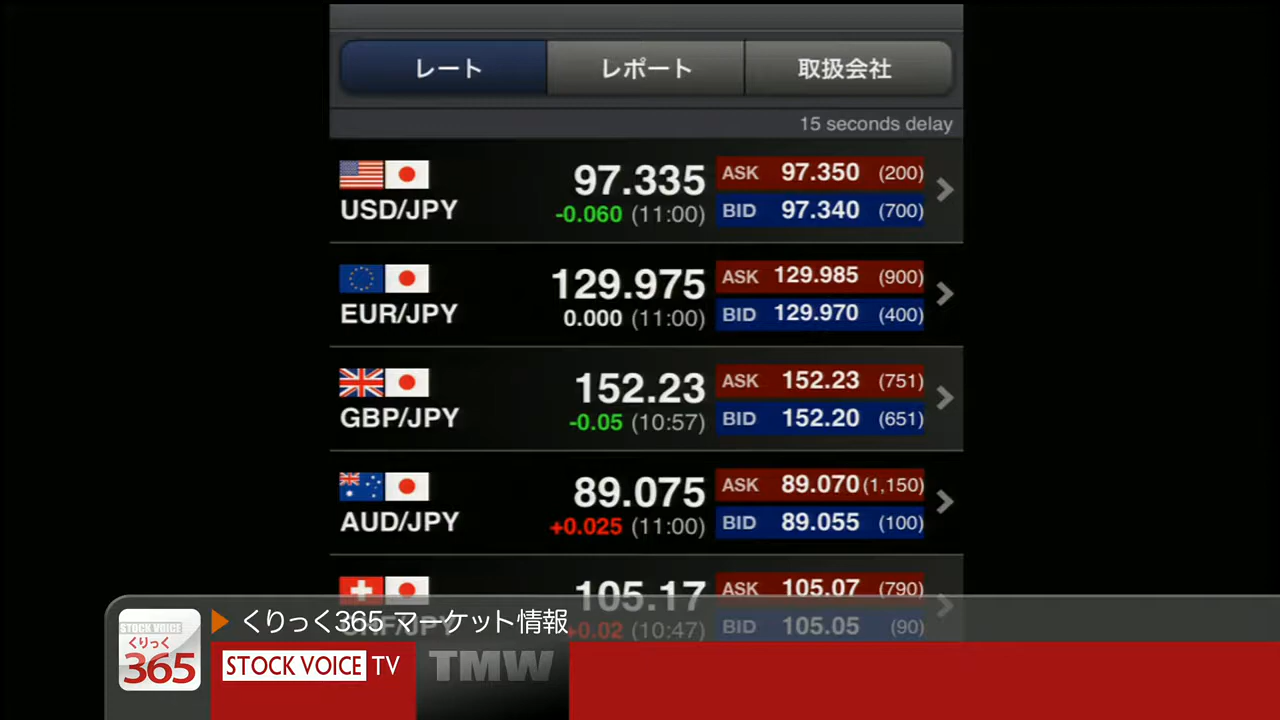 レート レポート 取扱会社
15 seconds delay
97.335 ASK 97.350 (200)
USD/JPY -0.060 (11:00) BID 97.340 (700)
129.975 ASK 129.985 (900)
EUR/JPY 0.000 (11:00) BID 129.970 (400)
152.23 ASK 152.23 (751)
GBP/JPY -0.05 (10:57) BID 152.20 (651)
89.075 ASK 89.070 (1,150)
AUD/JPY +0.025 (11:00) BID 89.055 (100)
105.17 ASK 105.07 (790)
CHF/JPY +0.02 (10:47) BID 105.05 (90)
くりっく365 マーケット情報
STOCK VOICE
くりっく
365
STOCK VOICE TV TMW